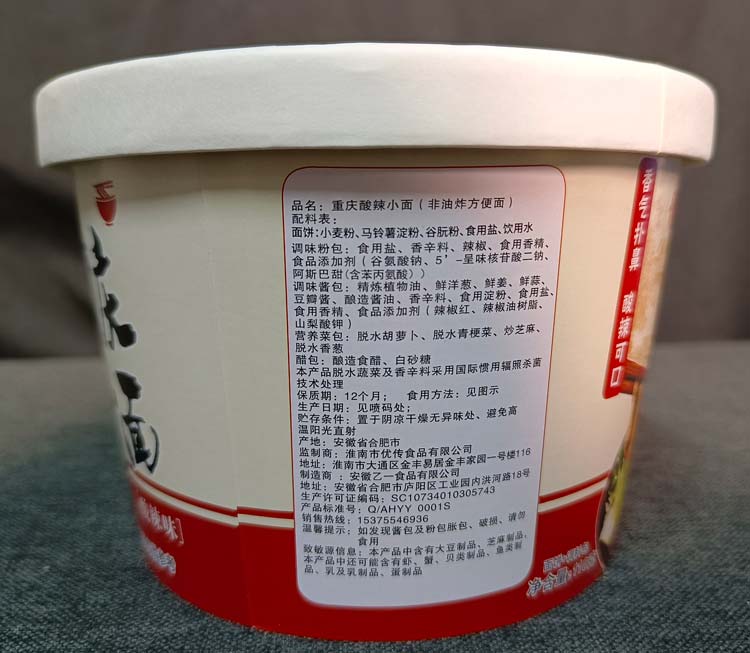 品名：重庆酸辣小面（非油炸方便面）
配料表：
面饼：小麦粉、马铃薯淀粉、谷朊粉、食用盐、饮用水
调味粉包：食用盐、香辛料、辣椒、食用香精、
食品添加剂（谷氨酸钠、5'-呈味核苷酸二钠、
阿斯巴甜(含苯丙氨酸））
调味酱包：精炼植物油、鲜洋葱、鲜姜、鲜蒜、
豆瓣酱、酿造酱油、香辛料、食用淀粉、食用盐、
食用香精、食品添加剂（辣椒红、辣椒油树脂、
山梨酸钾）
营养菜包：脱水胡萝卜、脱水青梗菜、炒芝麻、
脱水香葱
醋包：酿造食醋、白砂糖
本产品脱水蔬菜及香辛料采用国际惯用辐照杀菌
技术处理
保质期：12个月； 食用方法：见图示
生产日期：见喷码处；
贮存条件：置于阴凉干燥无异味处、避免高
温阳光直射
产地：安徽省合肥市
监制商：淮南市优传食品有限公司
地址：淮南市大通区金丰易居金丰家园一号楼116
制造商：安徽乙一食品有限公司
地址：安徽省合肥市庐阳区工业园内洪河路18号
生产许可证编码：SC10734010305743
产品标准号：Q/AHYY 0001S
销售热线：15375546936
温馨提示：如发现酱包及粉包胀包、破损、请勿
食用
致敏源信息：本产品中含有大豆制品、芝麻制品、
本产品中还可能含有虾、蟹、贝类制品、鱼类制
品、乳及乳制品、蛋制品
香气扑鼻 酸辣可口
面
辣味]
净含量：